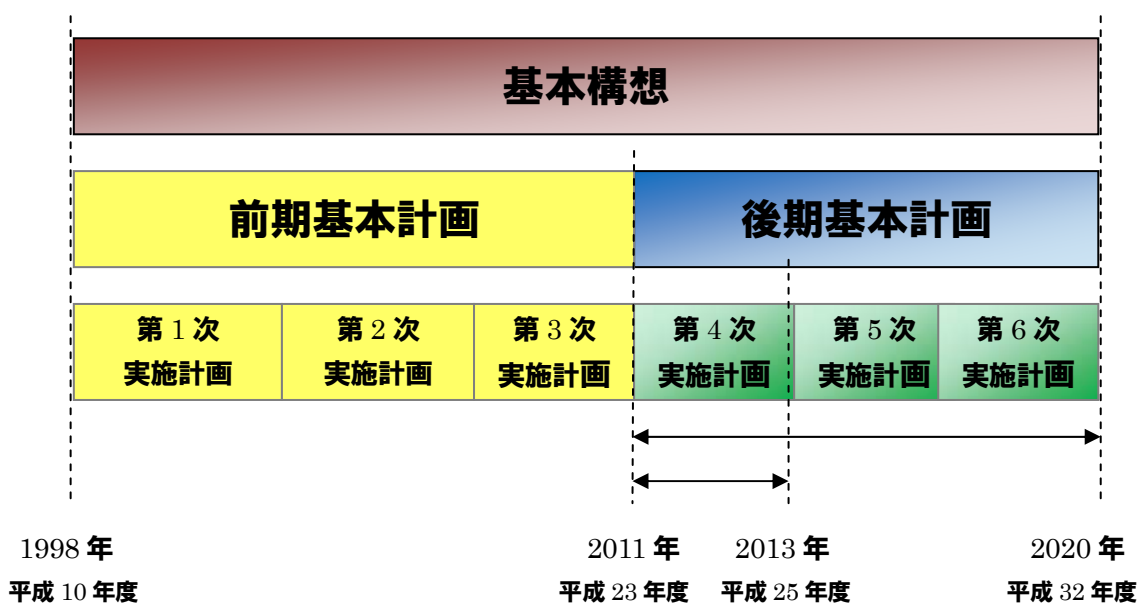 基本構想
前期基本計画
後期基本計画
第 1 次
実施計画
第 2 次
実施計画
第 3 次
実施計画
第 4 次
実施計画
第 5 次
実施計画
第 6 次
実施計画
1998 年
平成 10 年度
2011 年
平成 23 年度
2013 年
平成 25 年度
2020 年
平成 32 年度